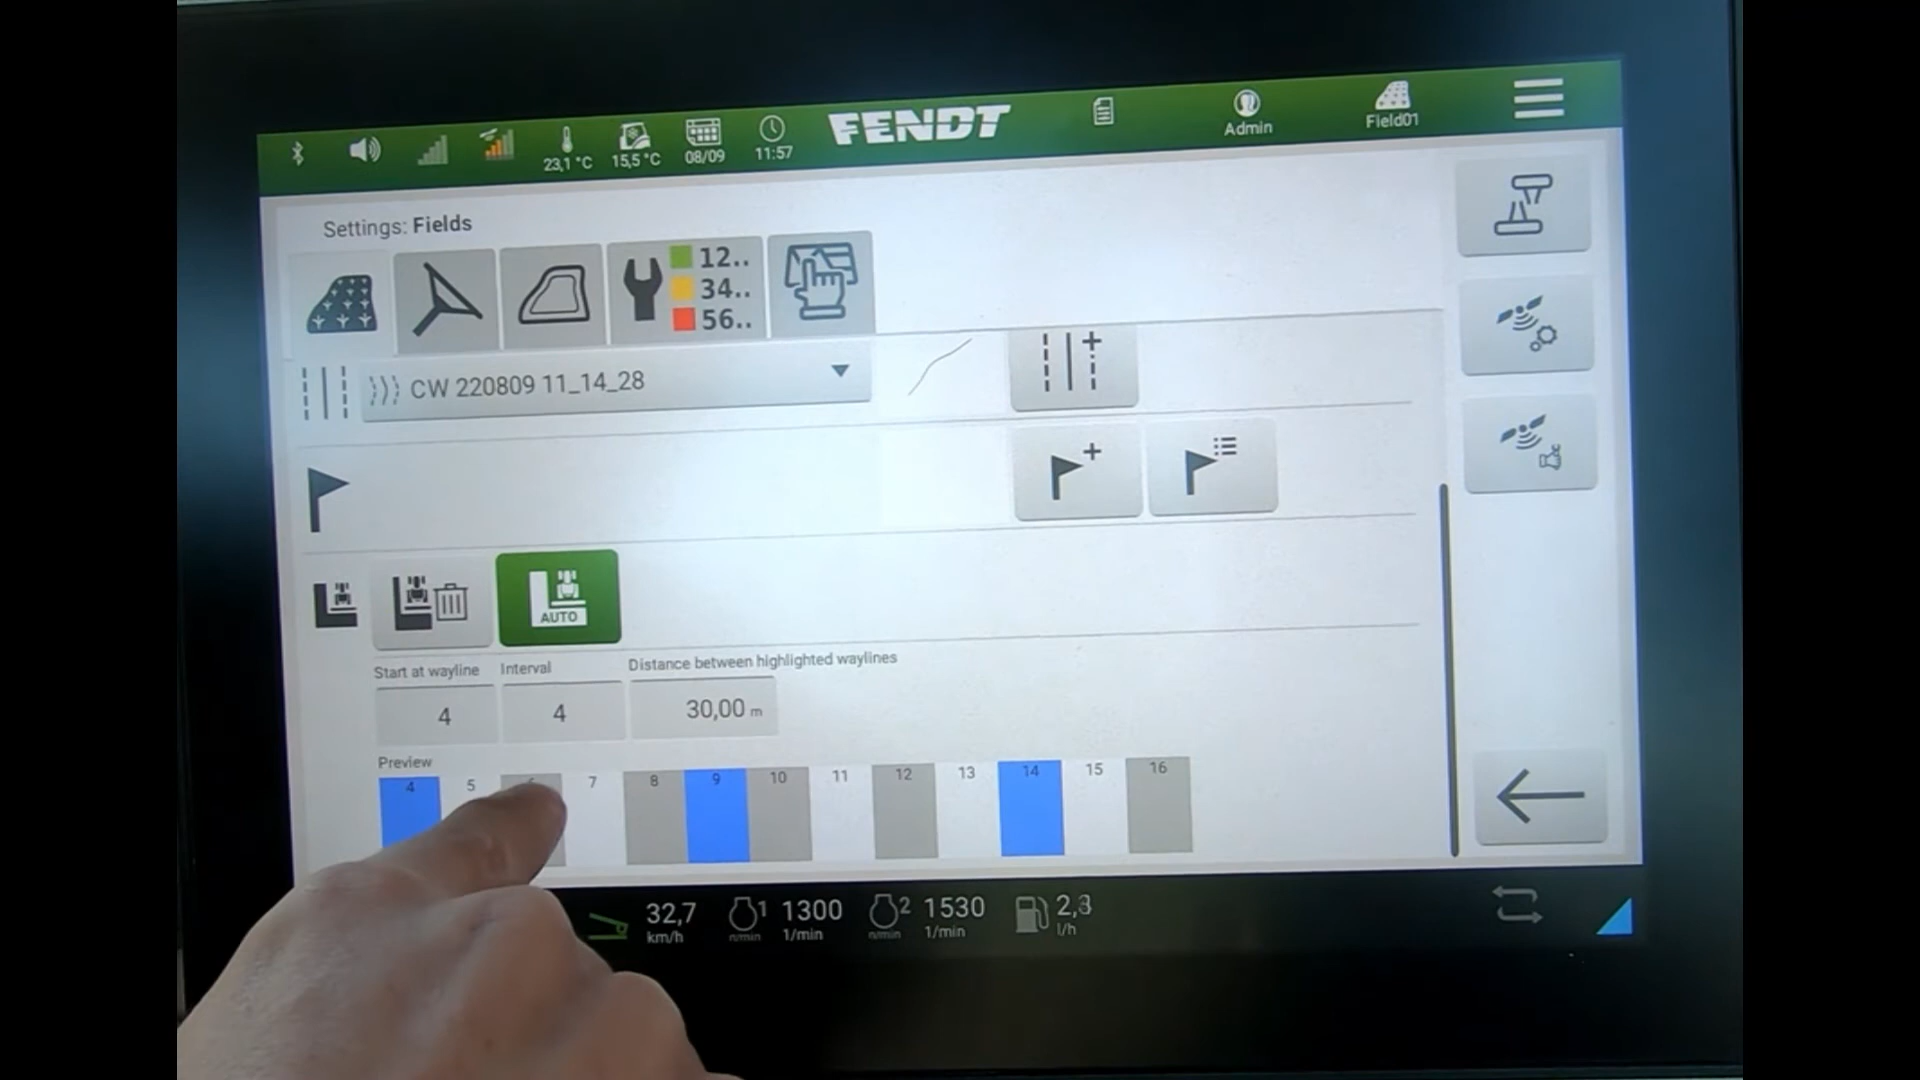 FENDT
23,1 °C
15,5 °C
08/09
11:57
Admin
Field01
Settings: Fields
12..
34..
56..
CW 220809 11_14_28
AUTO
Start at wayline
Interval
Distance between highlighted waylines
4
4
30,00 m
Preview
4 5 6 7 8 9 10 11 12 13 14 15 16
32,7
km/h
1
n/min
1300
1/min
2
n/min
1530
1/min
2,3
l/h